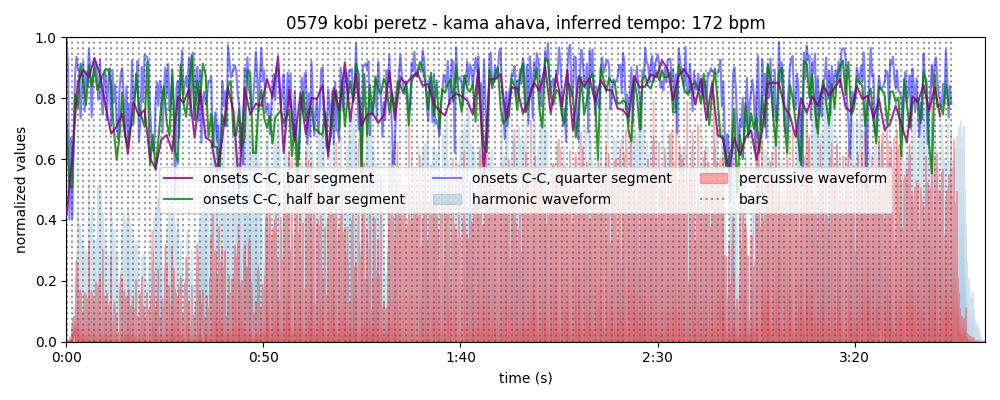 0579 kobi peretz - kama ahava, inferred tempo: 172 bpm
1.0
0.8
0.6
0.4
0.2
0.0
normalized values
onsets C-C, bar segment
onsets C-C, half bar segment
onsets C-C, quarter segment
harmonic waveform
percussive waveform
bars
0:00 0:50 1:40 2:30 3:20
time (s)